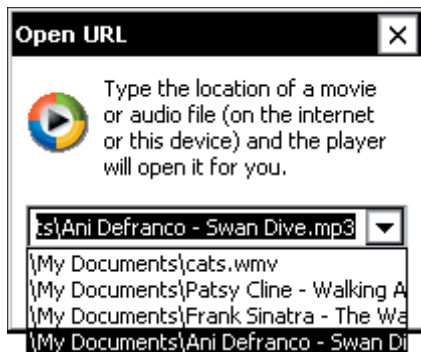 Open URL
Type the location of a movie
or audio file (on the internet
or this device) and the player
will open it for you.
ts\Ani Defranco - Swan Dive.mp3
\My Documents\cats.wmv
\My Documents\Patsy Cline - Walking A
\My Documents\Frank Sinatra - The Wa
\My Documents\Ani Defranco - Swan Di